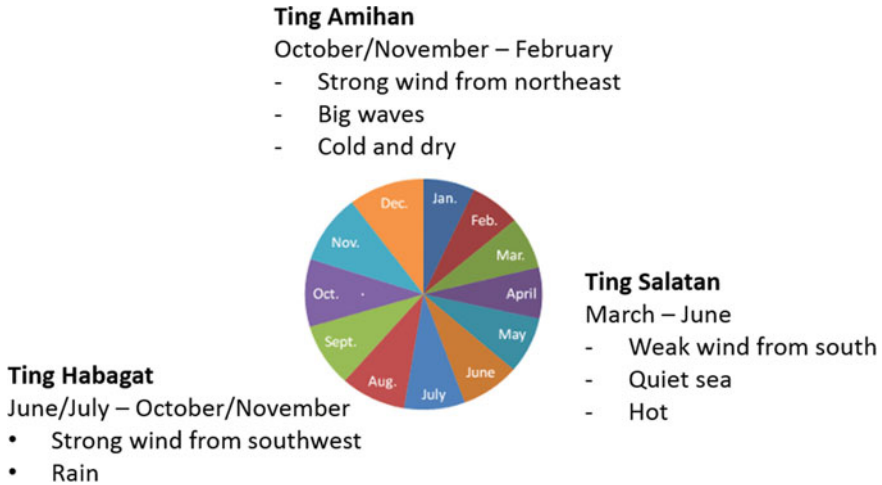 Ting Amihan
October/November – February
- Strong wind from northeast
- Big waves
- Cold and dry
Jan.
Feb.
Mar.
April
May
June
July
Aug.
Sept.
Oct.
Nov.
Dec.
Ting Salatan
March – June
- Weak wind from south
- Quiet sea
- Hot
Ting Habagat
June/July – October/November
• Strong wind from southwest
• Rain